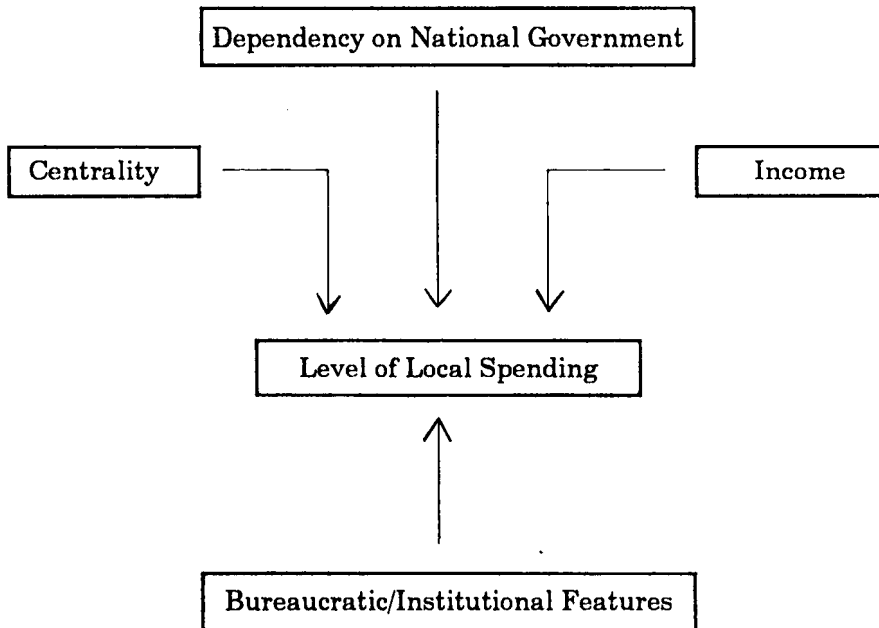 Dependency on National Government
Centrality
Income
Level of Local Spending
Bureaucratic/Institutional Features